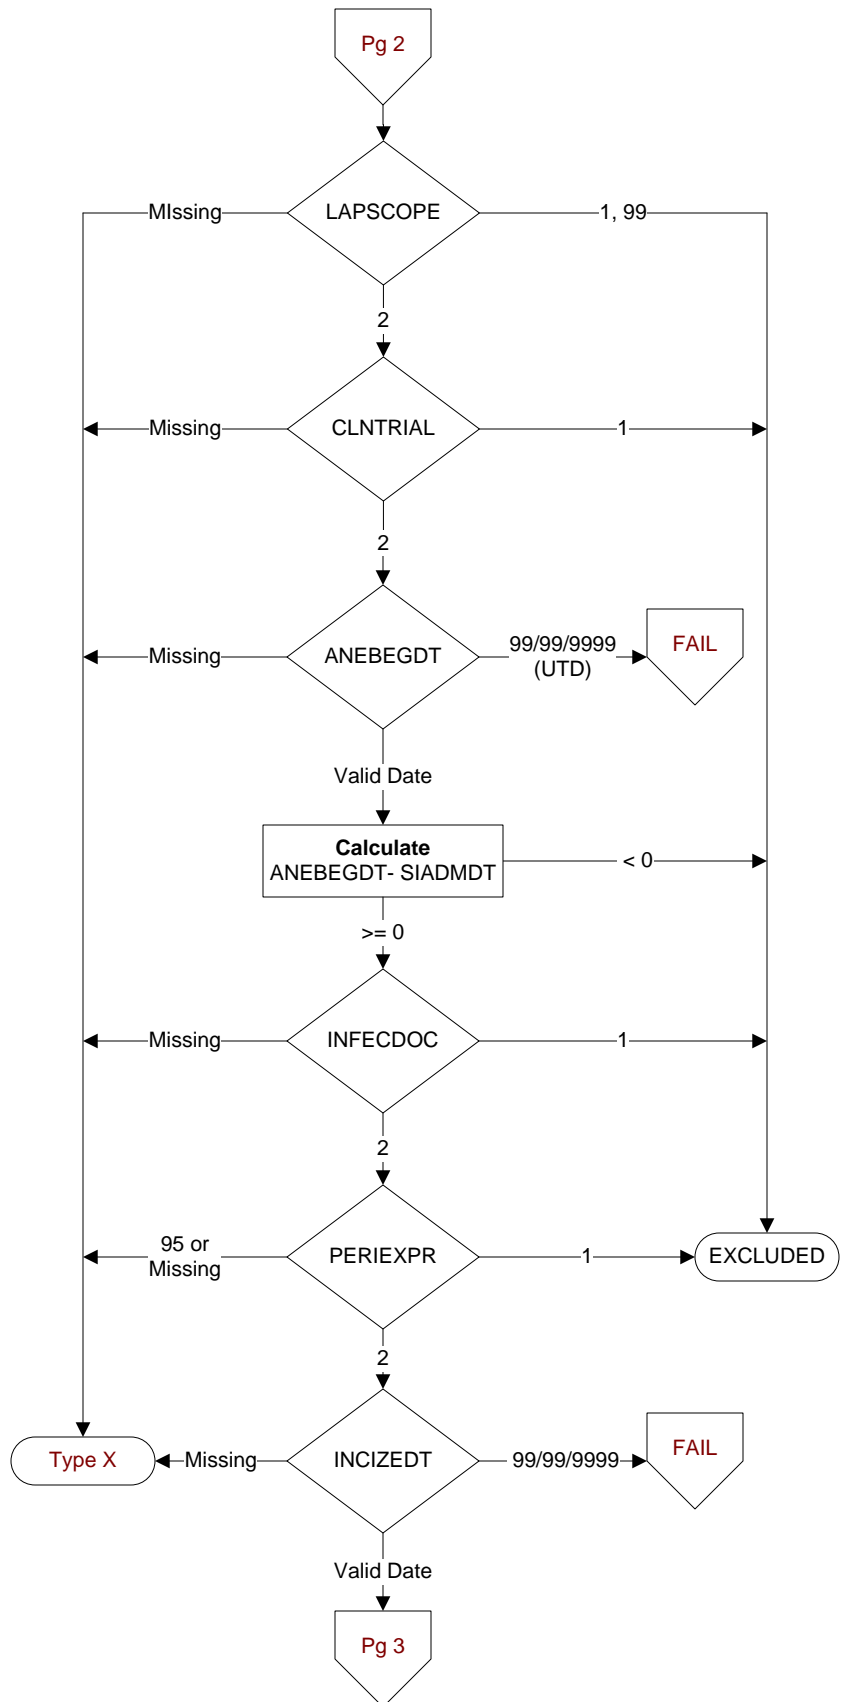 Pg 2
MIssing
LAPSCOPE
1, 99
2
Missing
CLNTRIAL
1
2
Missing
ANEBEGDT
99/99/9999
(UTD)
FAIL
Valid Date
Calculate
ANEBEGDT- SIADMDT
< 0
>= 0
Missing
INFECDOC
1
2
95 or
Missing
PERIEXPR
1
EXCLUDED
2
Type X
Missing
INCIZEDT
99/99/9999
FAIL
Valid Date
Pg 3